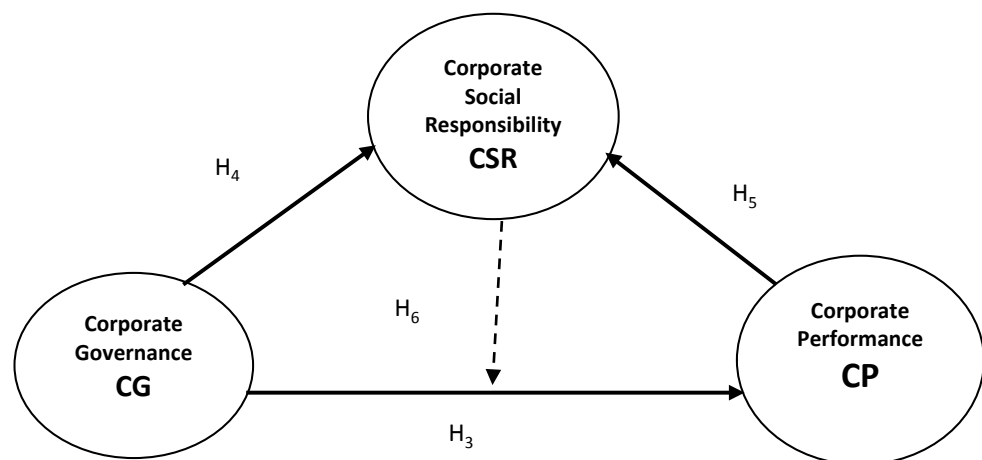 Corporate
Social
Responsibility
CSR
H₄
H₅
Corporate
Governance
CG
H₆
Corporate
Performance
CP
H₃